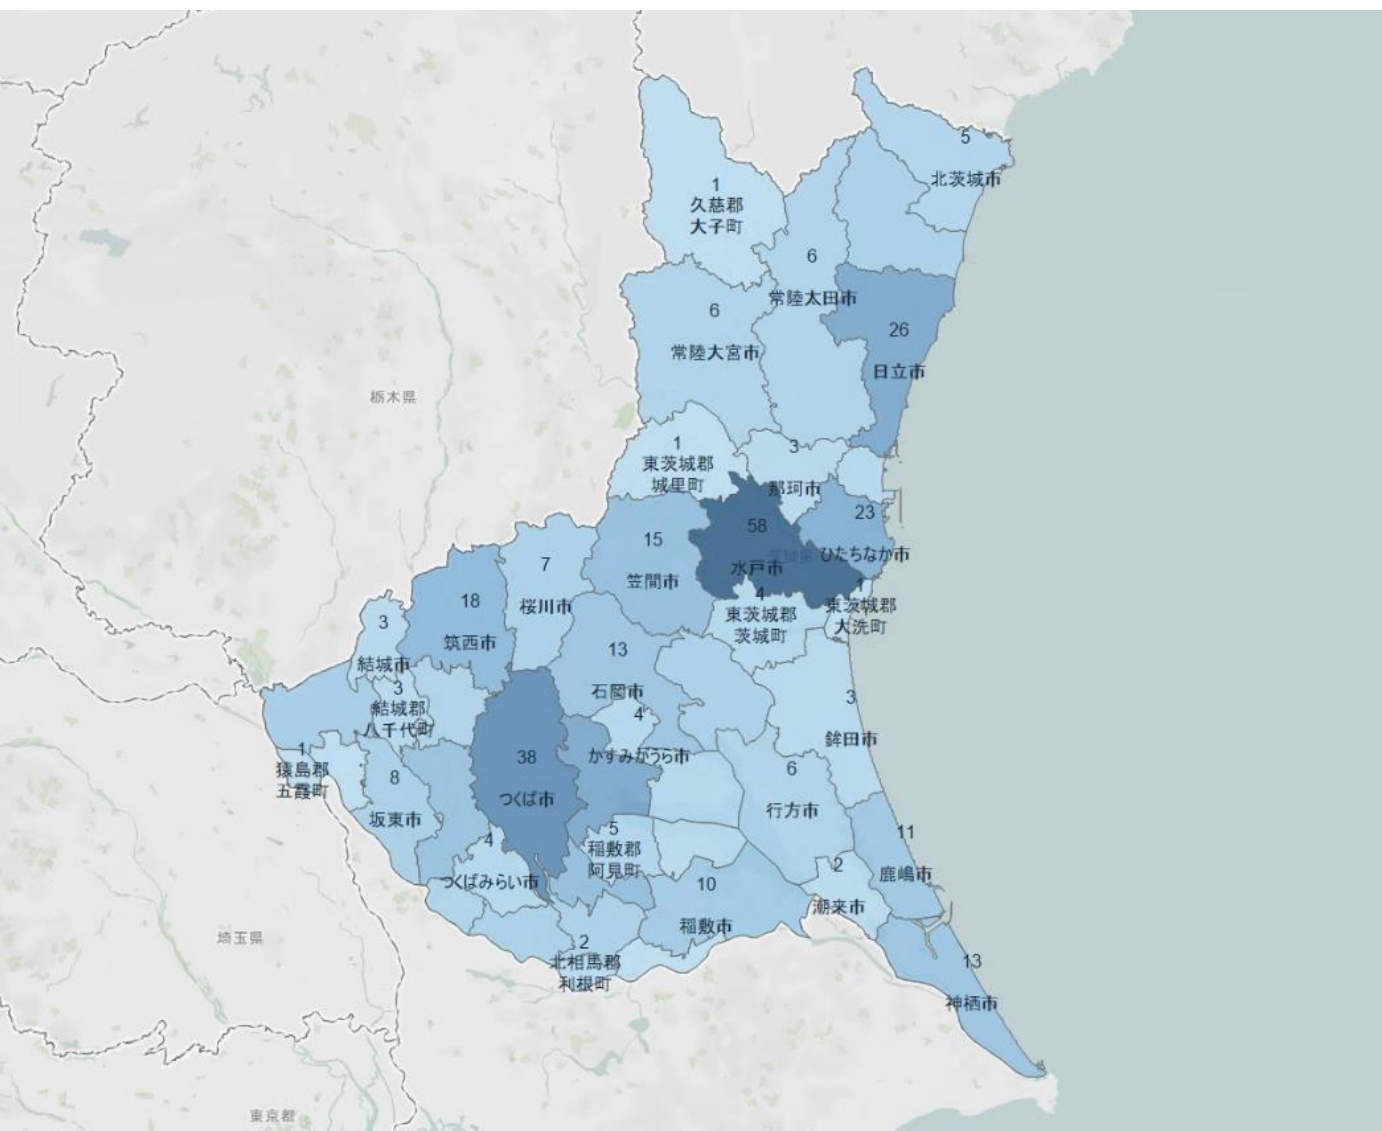 5
北茨城市
1
久慈郡
大子町
6
常陸太田市
6
常陸大宮市
26
日立市
栃木県
1
東茨城郡
城里町
3
那珂市
23
ひたちなか市
58
水戸市
茨城県
15
笠間市
7
桜川市
18
筑西市
4
東茨城郡
茨城町
1
東茨城郡
大洗町
3
結城市
13
石岡市
3
結城郡
八千代町
4
かすみがうら市
3
鉾田市
1
猿島郡
五霞町
8
坂東市
38
つくば市
6
行方市
4
つくばみらい市
5
稲敷郡
阿見町
10
稲敷市
2
潮来市
11
鹿嶋市
2
北相馬郡
利根町
13
神栖市
埼玉県
東京都